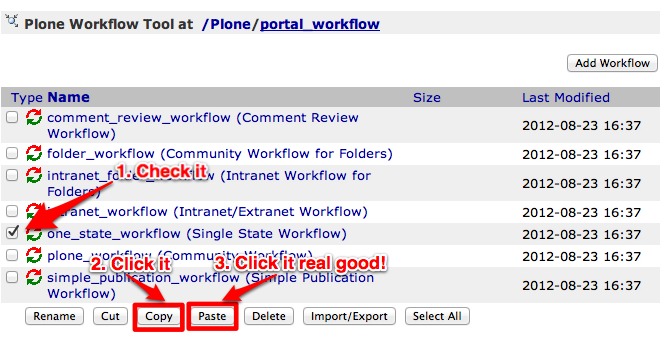 Plone Workflow Tool at /Plone/portal_workflow
Add Workflow
Type Name Size Last Modified
comment_review_workflow (Comment Review
Workflow)
2012-08-23 16:37
folder_workflow (Community Workflow for Folders) 2012-08-23 16:37
1. Check it
intranet_folder_workflow (Intranet Workflow for
Folders)
2012-08-23 16:37
intranet_workflow (Intranet/Extranet Workflow) 2012-08-23 16:37
one_state_workflow (Single State Workflow) 2012-08-23 16:37
plone_workflow (Community Workflow) 2012-08-23 16:37
2. Click it
3. Click it real good!
simple_publication_workflow (Simple Publication
Workflow)
2012-08-23 16:37
Rename Cut Copy Paste Delete Import/Export Select All